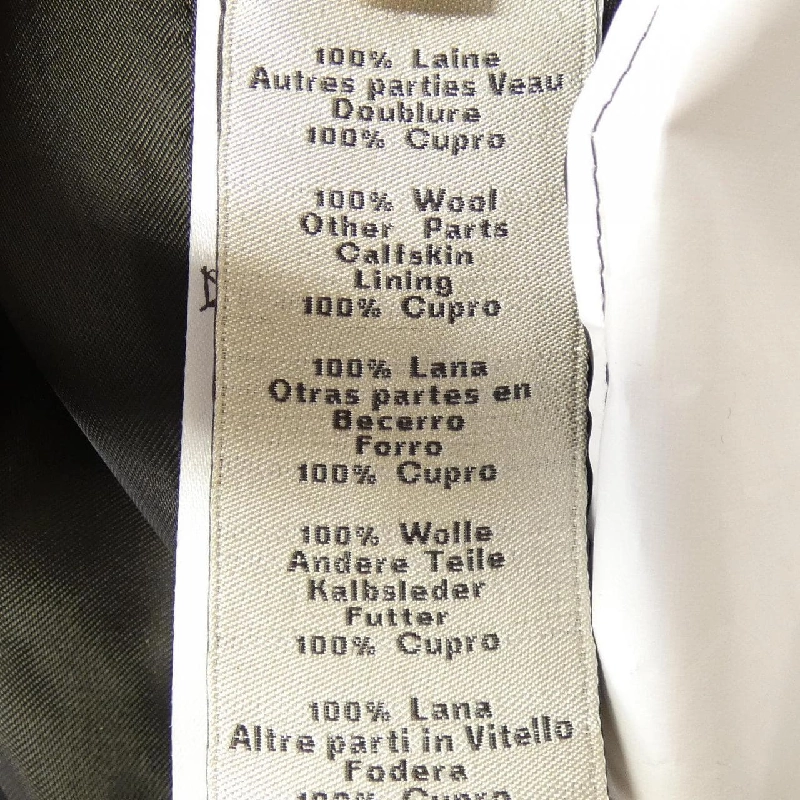 100% Laine
Autres parties Veau
Doublure
100% Cupro
100% Wool
Other Parts
Calfskin
Lining
100% Cupro
100% Lana
Otras partes en
Becerro
Forro
100% Cupro
100% Wolle
Andere Teile
Kalbsleder
Futter
100% Cupro
100% Lana
Altre parti in Vitello
Fodera
100% Cupro